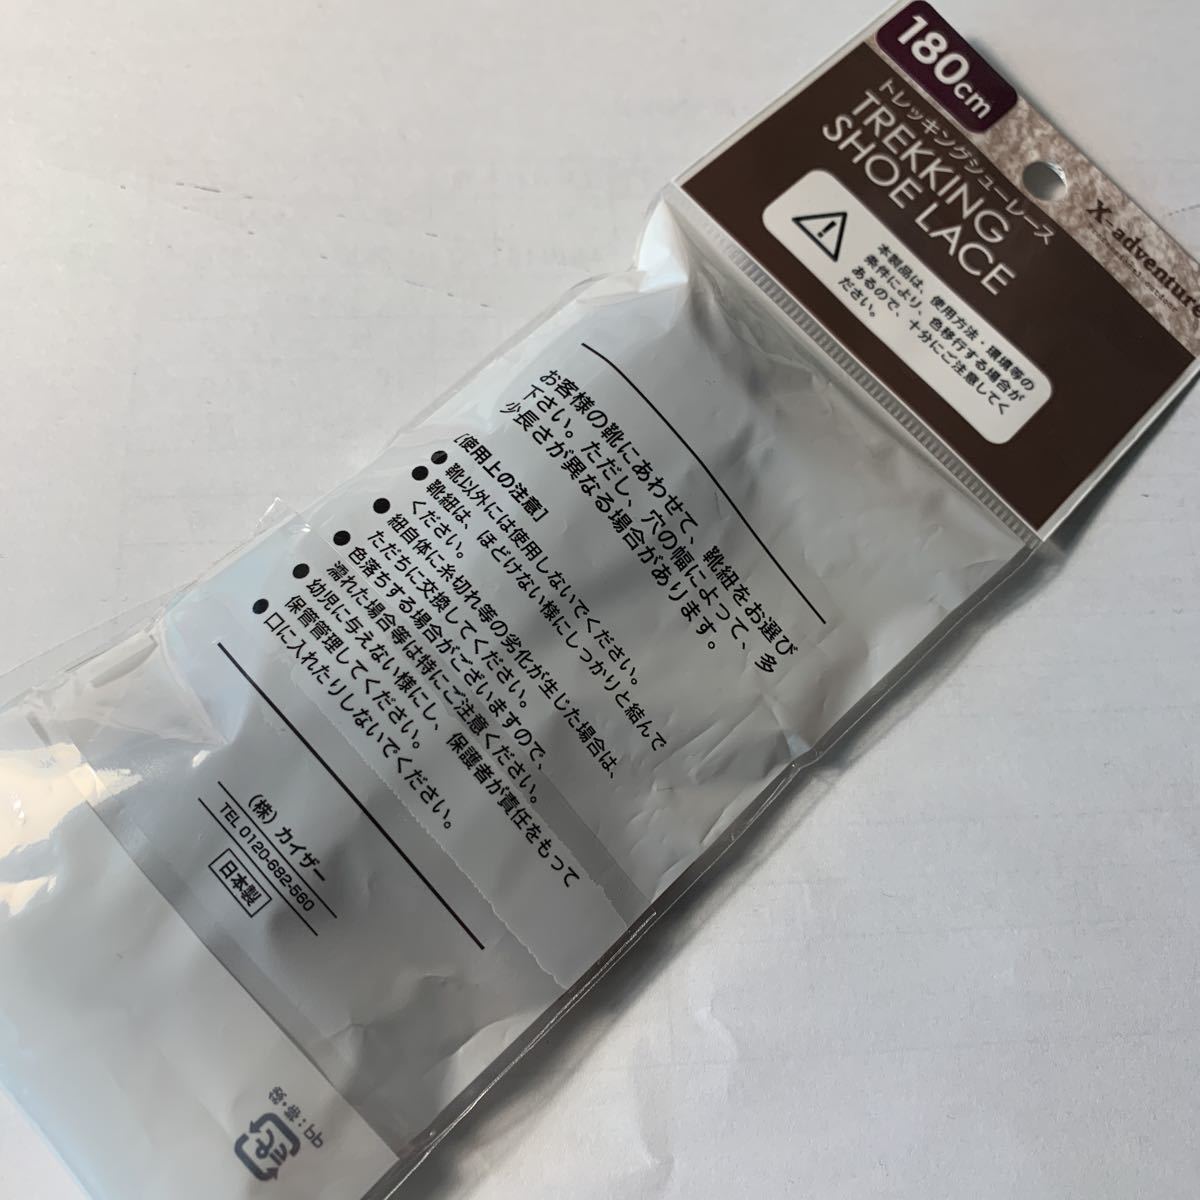 180cm
X-adventure
トレッキングシューレース
TREKKING
SHOE LACE
本製品は、使用方法・環境等の
条件により、色移行する場合が
あるので、十分にご注意してく
ださい。
お客様の靴にあわせて、靴紐をお選び
下さい。ただし、穴の幅によって、多
少長さが異なる場合があります。
[使用上の注意]
● 靴以外には使用しないでください。
● 靴紐は、ほどけない様にしっかりと結んで
ください。
● 紐自体に糸切れ等の劣化が生じた場合は、
ただちに交換してください。
● 色落ちする場合がございますので、
濡れた場合等は特にご注意ください。
● 幼児に与えない様にし、保護者が責任をもって
保管管理してください。
● 口に入れたりしないでください。
(株) カイザー
TEL 0120-682-560
日本製
袋・巻:PP
プラ